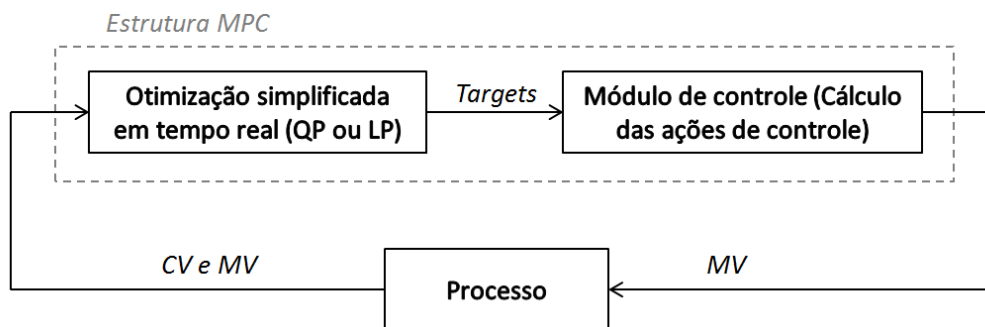 Estrutura MPC
Otimização simplificada
em tempo real (QP ou LP)
Targets
Módulo de controle (Cálculo
das ações de controle)
CV e MV
Processo
MV